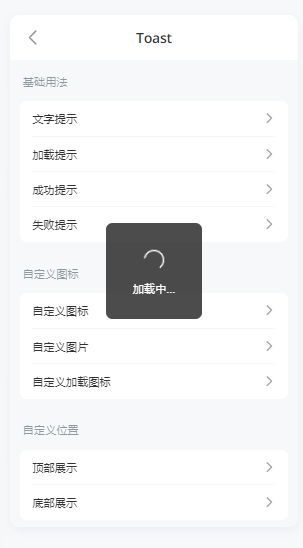 Toast
基础用法
文字提示
加载提示
成功提示
失败提示
加载中...
自定义图标
自定义图标
自定义图片
自定义加载图标
自定义位置
顶部展示
底部展示